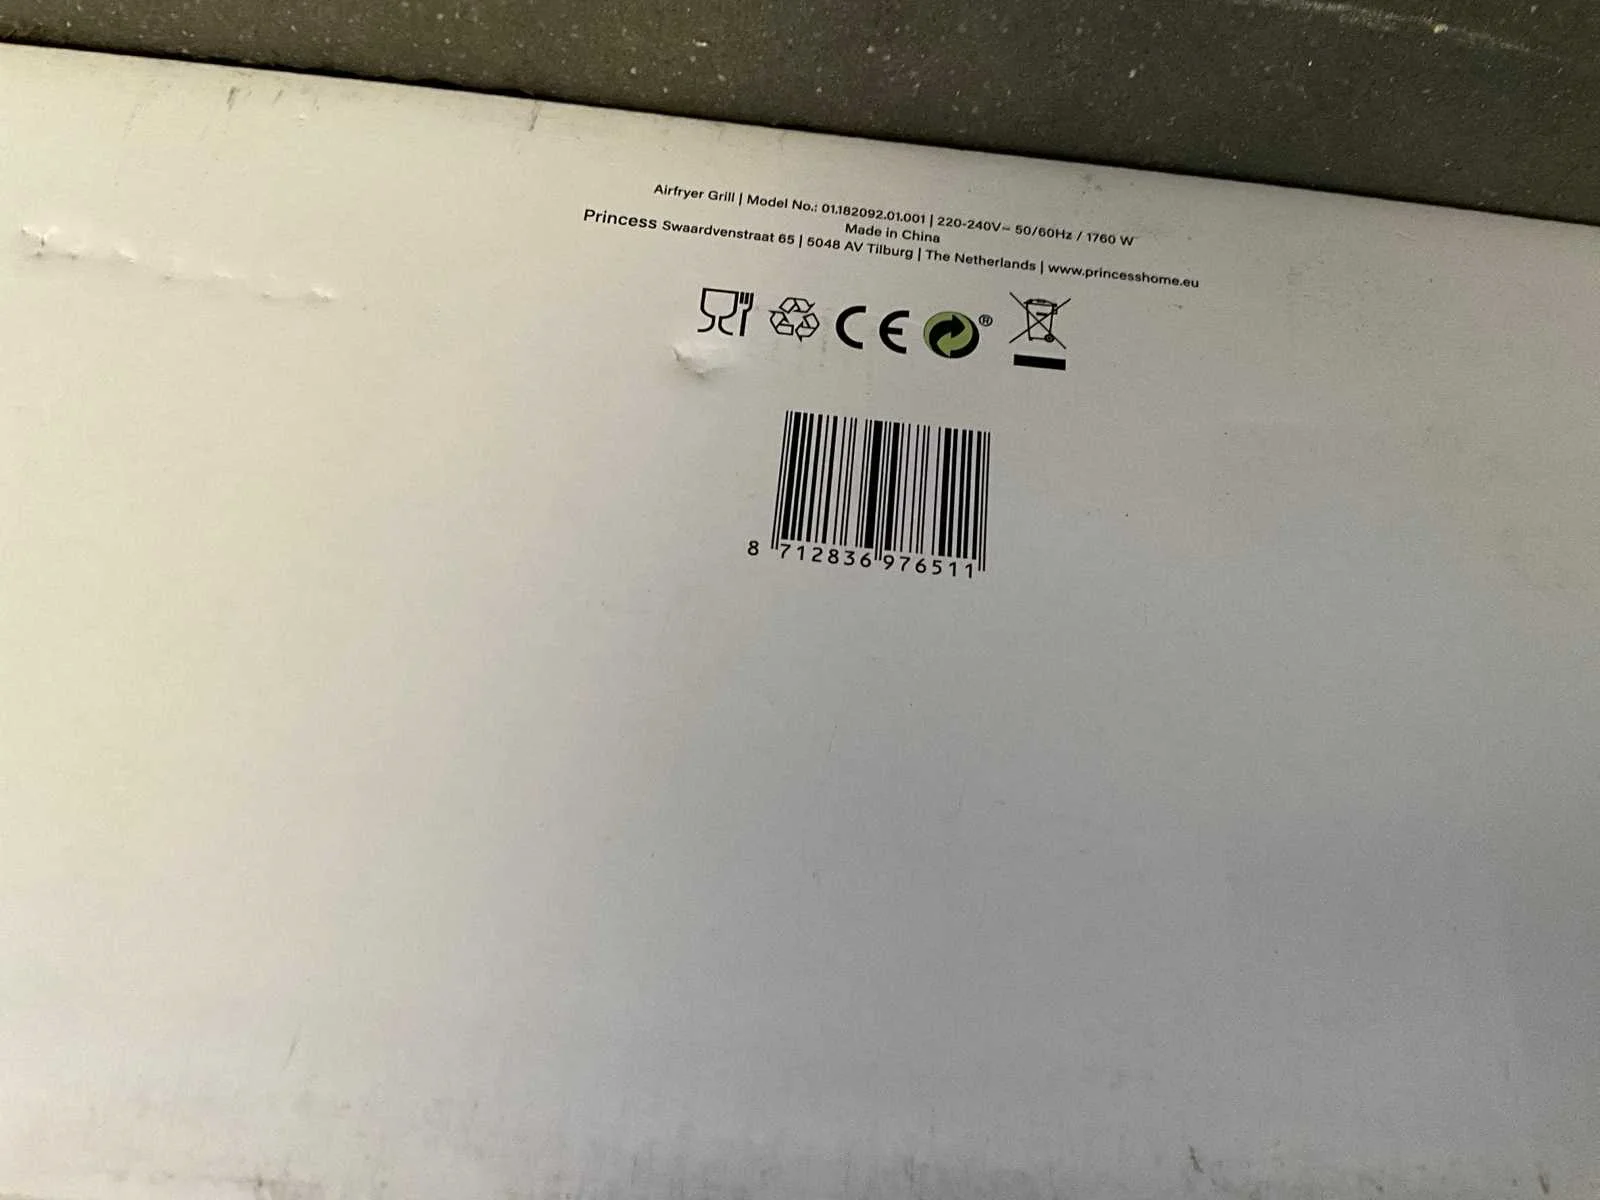 Airfryer Grill | Model No.: 01.182092.01.001 | 220-240V~ 50/60Hz / 1760 W
Made in China
Princess Swaardvenstraat 65 | 5048 AV Tilburg | The Netherlands | www.princesshome.eu
CE ®
8 712836 976511